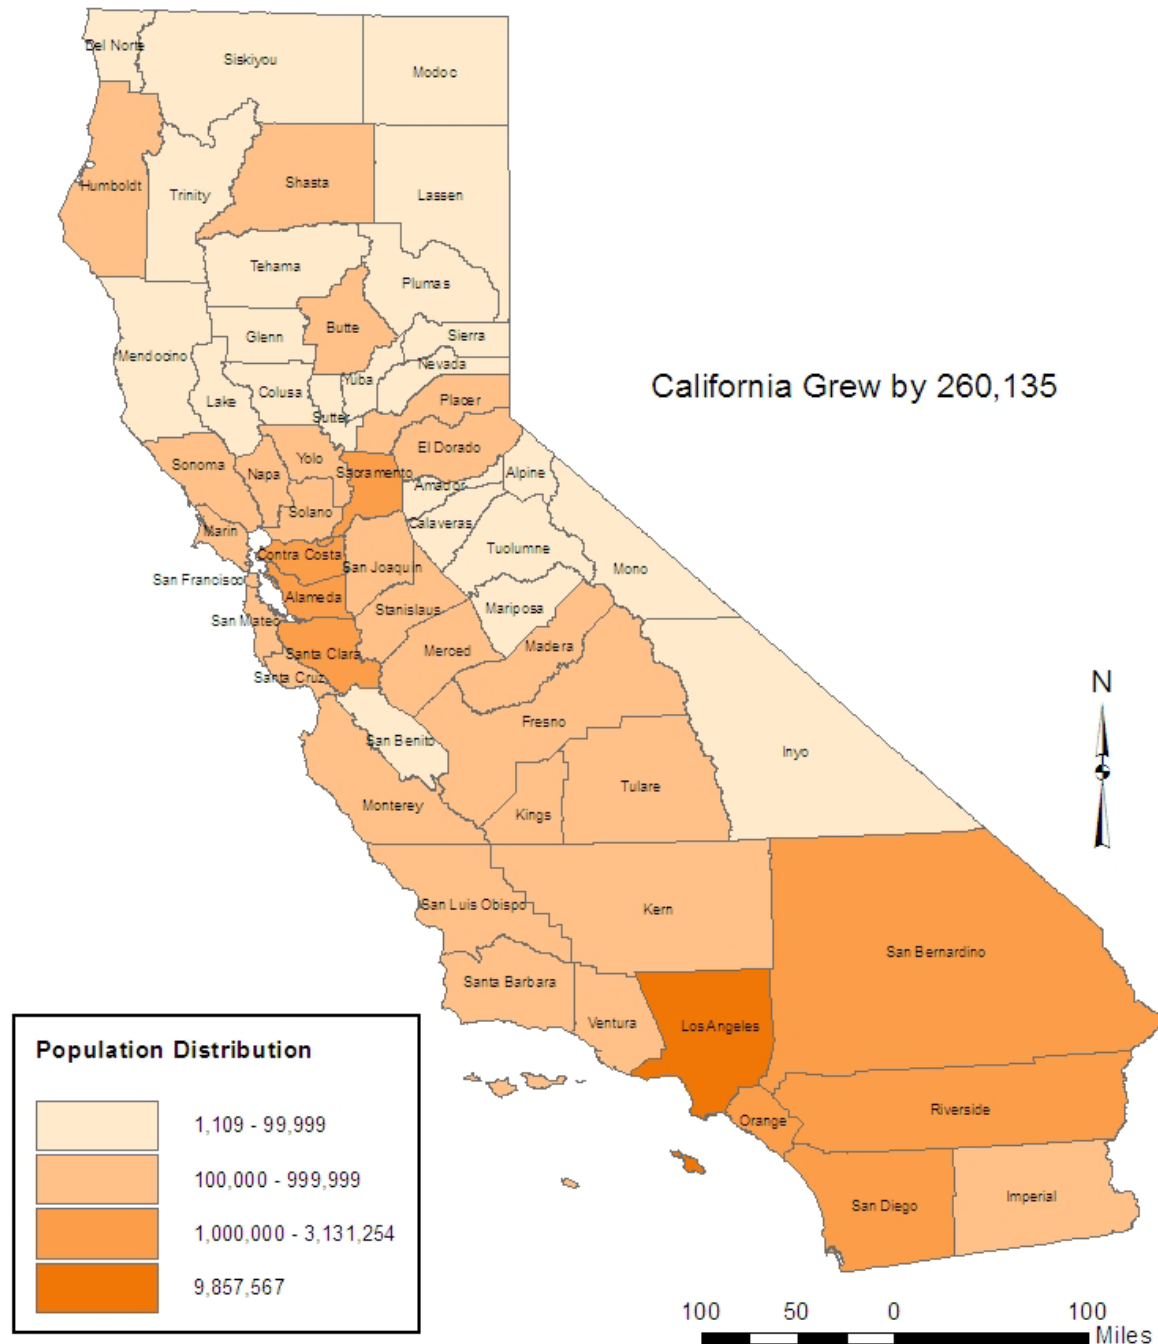 Del Norte
Siskiyou
Modoc
Humboldt
Trinity
Shasta
Lassen
Tehama
Plumas
Butte
Glenn
Sierra
Mendocino
Nevada
Yuba
Colusa
Lake
Placer
Sutter
California Grew by 260,135
El Dorado
Yolo
Sonoma
Napa
Sacramento
Alpine
Amador
Solano
Calaveras
Marin
Tuolumne
Contra Costa
San Joaquin
Mono
San Francisco
Alameda
Stanislaus
Mariposa
San Mateo
Madera
Merced
Santa Clara
Santa Cruz
N
Fresno
San Benito
Inyo
Tulare
Monterey
Kings
San Luis Obispo
Kern
San Bernardino
Santa Barbara
Ventura
Los Angeles
Riverside
Orange
Imperial
San Diego
Population Distribution
1,109 - 99,999
100,000 - 999,999
1,000,000 - 3,131,254
9,857,567
100 50 0 100
Miles